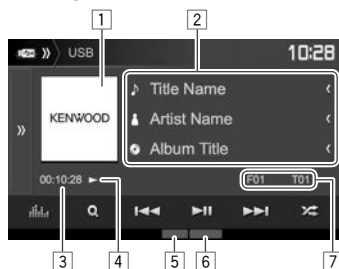 1 2
USB 10:28
KENWOOD
Title Name
Artist Name
Album Title
00:10:28 F01 T01
3 4 5 6 7